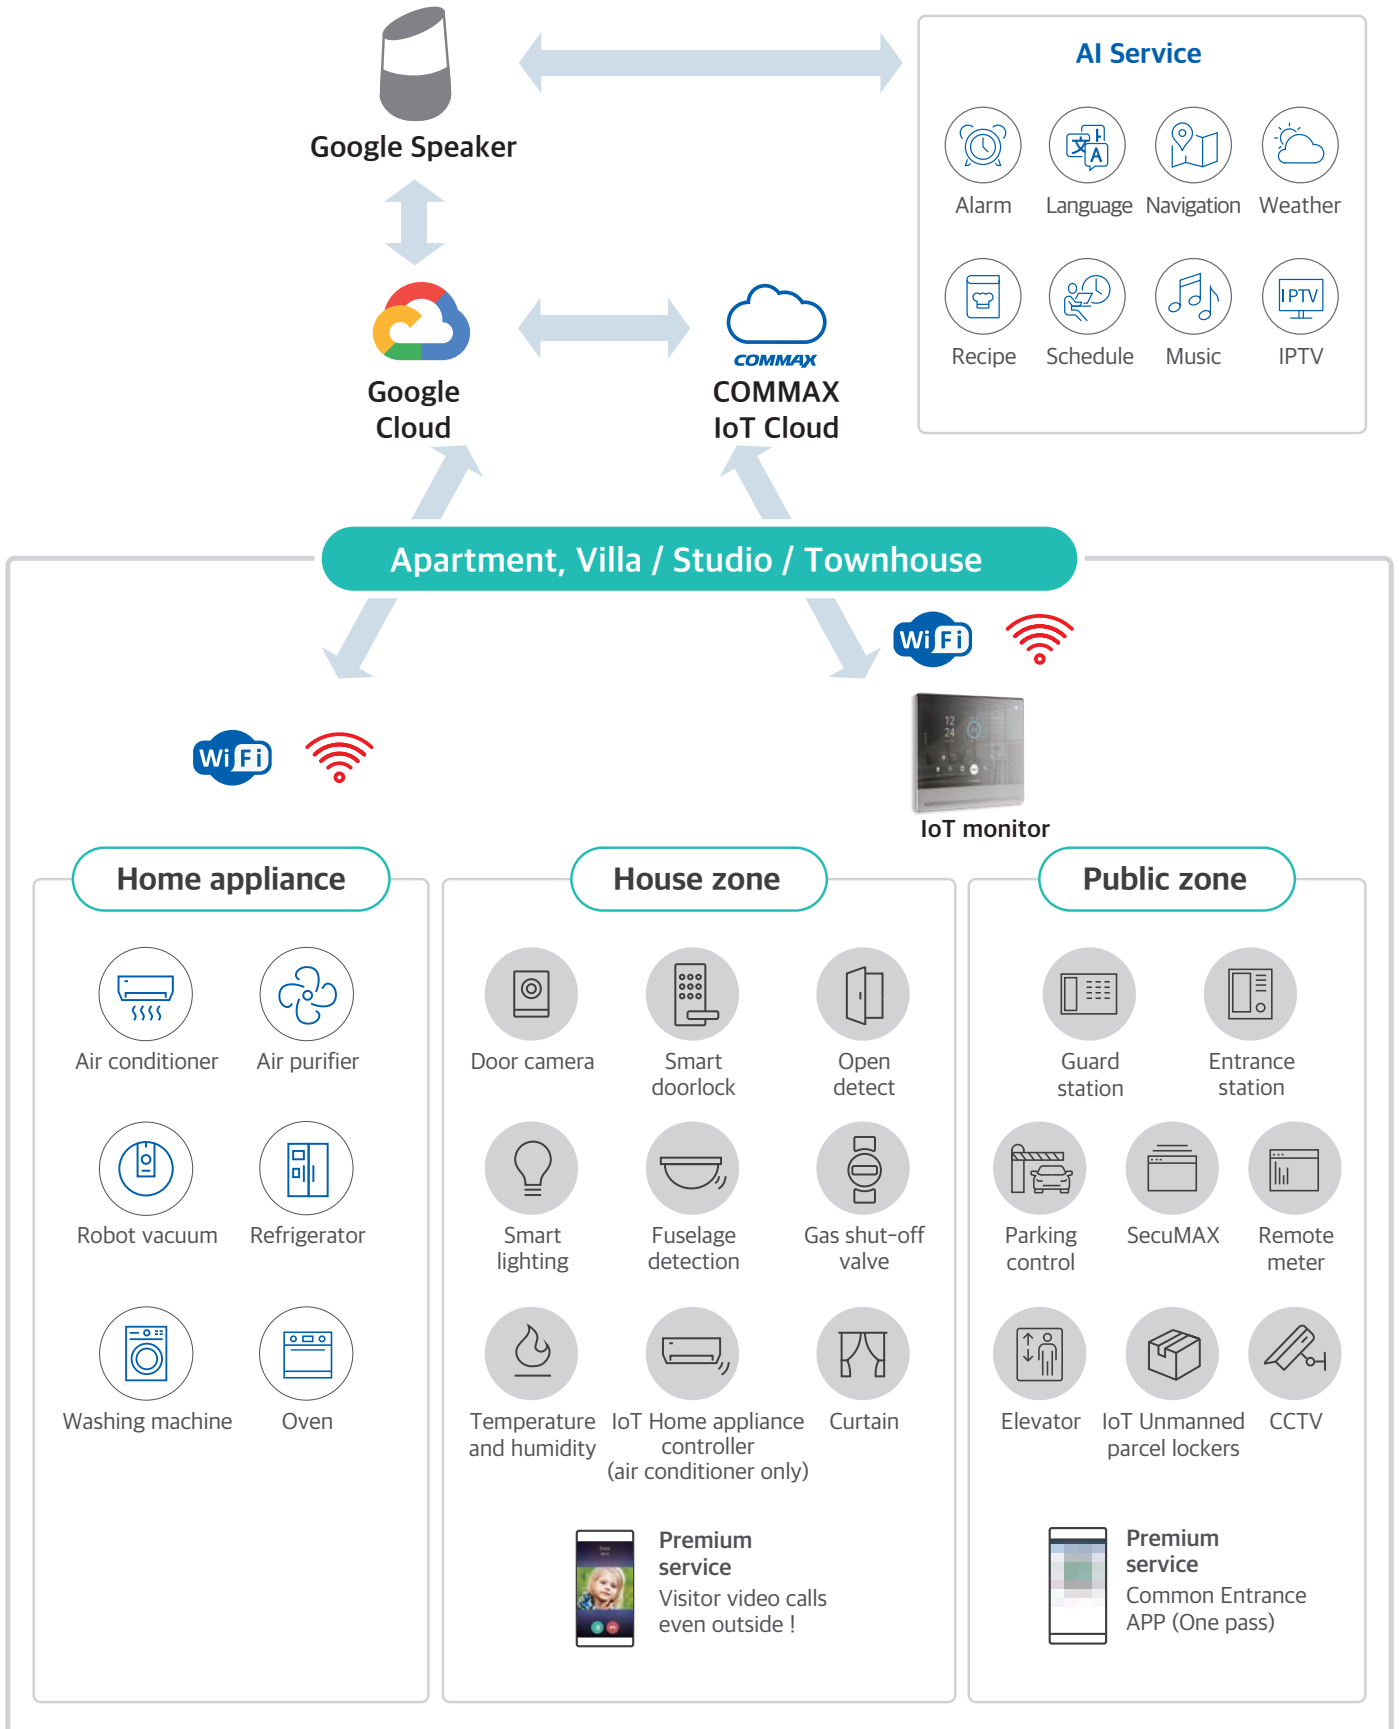 AI Service
Google Speaker
Alarm
Language
Navigation
Weather
IPTV
Recipe
Schedule
Music
IPTV
COMMAX
Google
Cloud
COMMAX
IoT Cloud
Apartment, Villa / Studio / Townhouse
WiFi
WiFi
12
24
IoT monitor
Home appliance
House zone
Public zone
Air conditioner
Air purifier
Door camera
Smart
doorlock
Open
detect
Guard
station
Entrance
station
Robot vacuum
Refrigerator
Smart
lighting
Fuselage
detection
Gas shut-off
valve
Parking
control
SecuMAX
Remote
meter
Washing machine
Oven
Temperature
and humidity
IoT Home appliance
controller
(air conditioner only)
Curtain
Elevator
IoT Unmanned
parcel lockers
CCTV
Premium
service
Visitor video calls
even outside !
Premium
service
Common Entrance
APP (One pass)